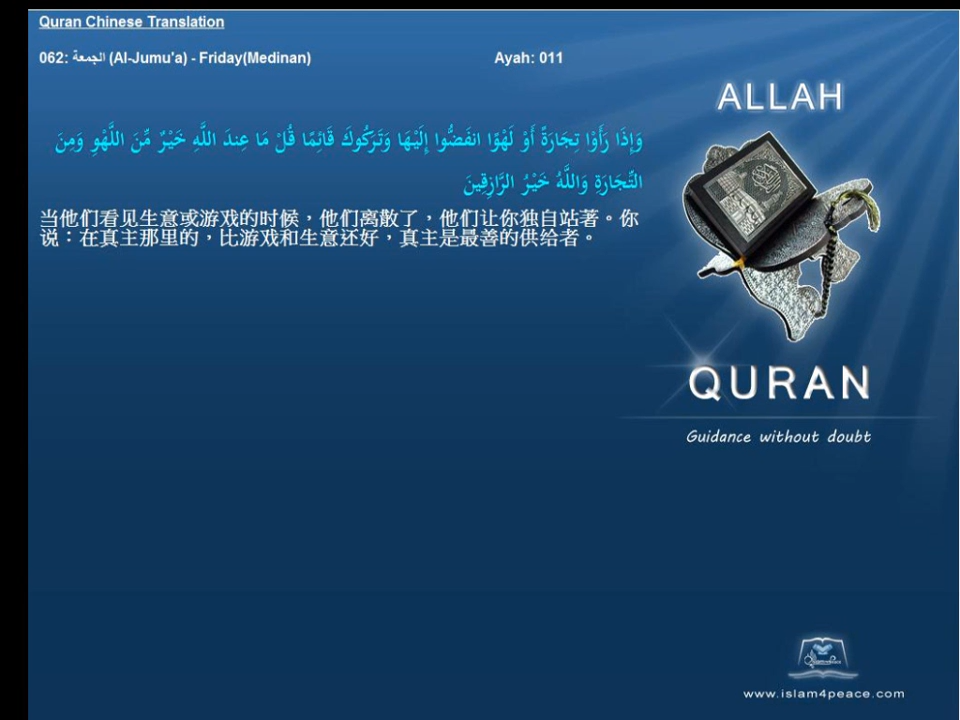 Quran Chinese Translation
062: الجمعة (Al-Jumu'a) - Friday(Medinan) Ayah: 011
ALLAH
وَإِذَا رَأَوْا تِجَارَةً أَوْ لَهْوًا انفَضُّوا إِلَيْهَا وَتَرَكُوكَ قَائِمًا قُلْ مَا عِندَ اللَّهِ خَيْرٌ مِّنَ اللَّهْوِ وَمِنَ
التِّجَارَةِ وَاللَّهُ خَيْرُ الرَّازِقِينَ
当他们看见生意或游戏的时候，他们离散了，他们让你独自站著。你
说：在真主那里的，比游戏和生意还好，真主是最善的供给者。
QURAN
Guidance without doubt
www.islam4peace.com